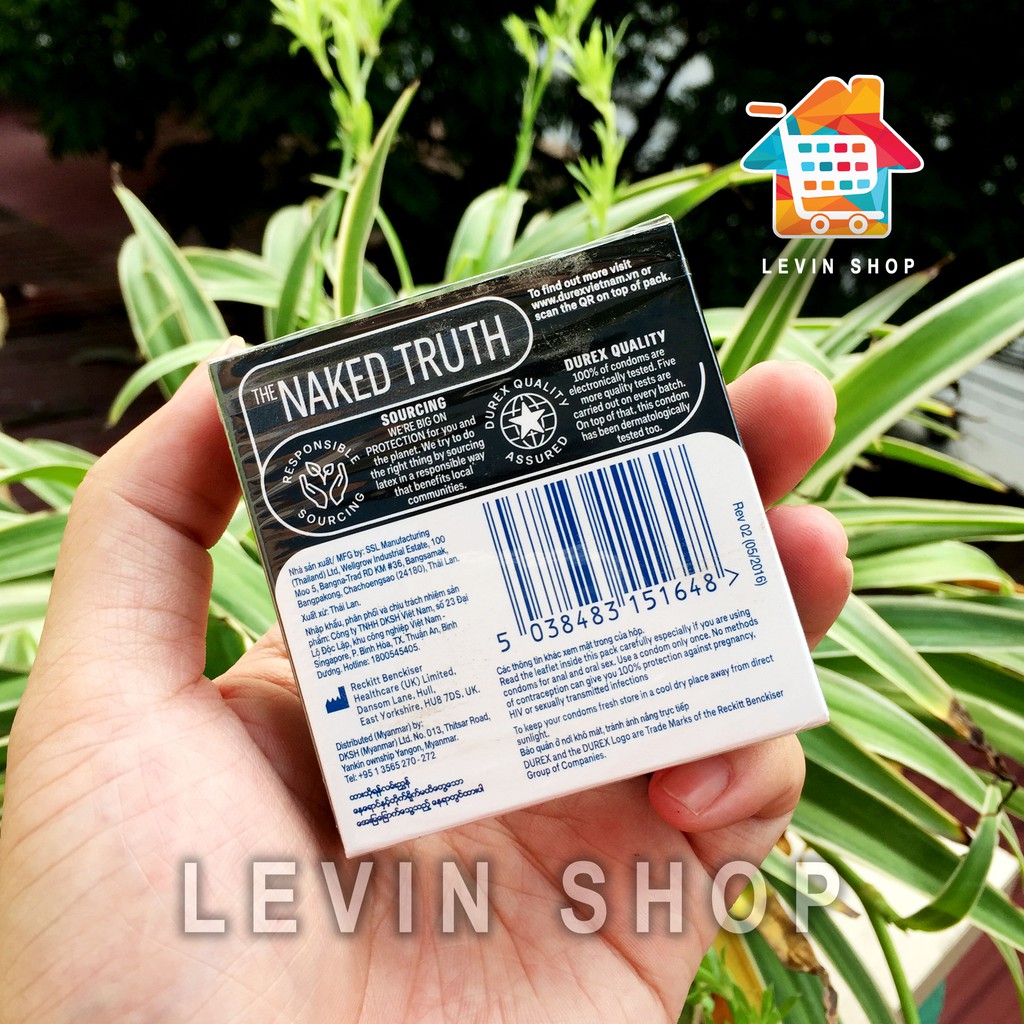 LEVIN SHOP
To find out more visit
www.durexvietnam.vn or
scan the QR on top of pack.
THE NAKED TRUTH
SOURCING
WE'RE BIG ON
PROTECTION for you and
the planet. We try to do
the right thing by sourcing
latex in a responsible way
that benefits local
communities.
RESPONSIBLE
SOURCING
DUREX QUALITY
ASSURED
DUREX QUALITY
100% of condoms are
electronically tested. Five
more quality tests are
carried out on every batch.
On top of that, this condom
has been dermatologically
tested too.
Nhà sản xuất/ MFG by: SSL Manufacturing
(Thailand) Ltd, Wellgrow Industrial Estate, 100
Moo 5, Bangna-Trad RD KM #36, Bangsamak,
Bangpakong, Chachoengsao (24180), Thái Lan.
Xuất xứ: Thái Lan.
Nhập khẩu, phân phối và chịu trách nhiệm sản
phẩm: Công ty TNHH DKSH Việt Nam, số 23 Đại
Lộ Độc Lập, khu công nghiệp Việt Nam -
Singapore, P. Bình Hòa, TX. Thuận An, Bình
Dương. Hotline: 1800545405.
Reckitt Benckiser
Healthcare (UK) Limited,
Dansom Lane, Hull,
East Yorkshire, HU8 7DS, UK.
Distributed (Myanmar) by:
DKSH (Myanmar) Ltd. No. 013, Thitsar Road,
Yankin ownship Yangon, Myanmar.
Tel: +95 1 3565 270-272
5 038483 151648 >
Rev 02 (05/2016)
Các thông tin khác xem mặt trong của hộp.
Read the leaflet inside this pack carefully especially if you are using
condoms for anal and oral sex. Use a condom only once. No methods
of contraception can give you 100% protection against pregnancy,
HIV or sexually transmitted infections
To keep your condoms fresh store in a cool dry place away from direct
sunlight.
Bảo quản ở nơi khô mát, tránh ánh nắng trực tiếp
DUREX and the DUREX Logo are Trade Marks of the Reckitt Benckiser
Group of Companies.
LEVIN SHOP